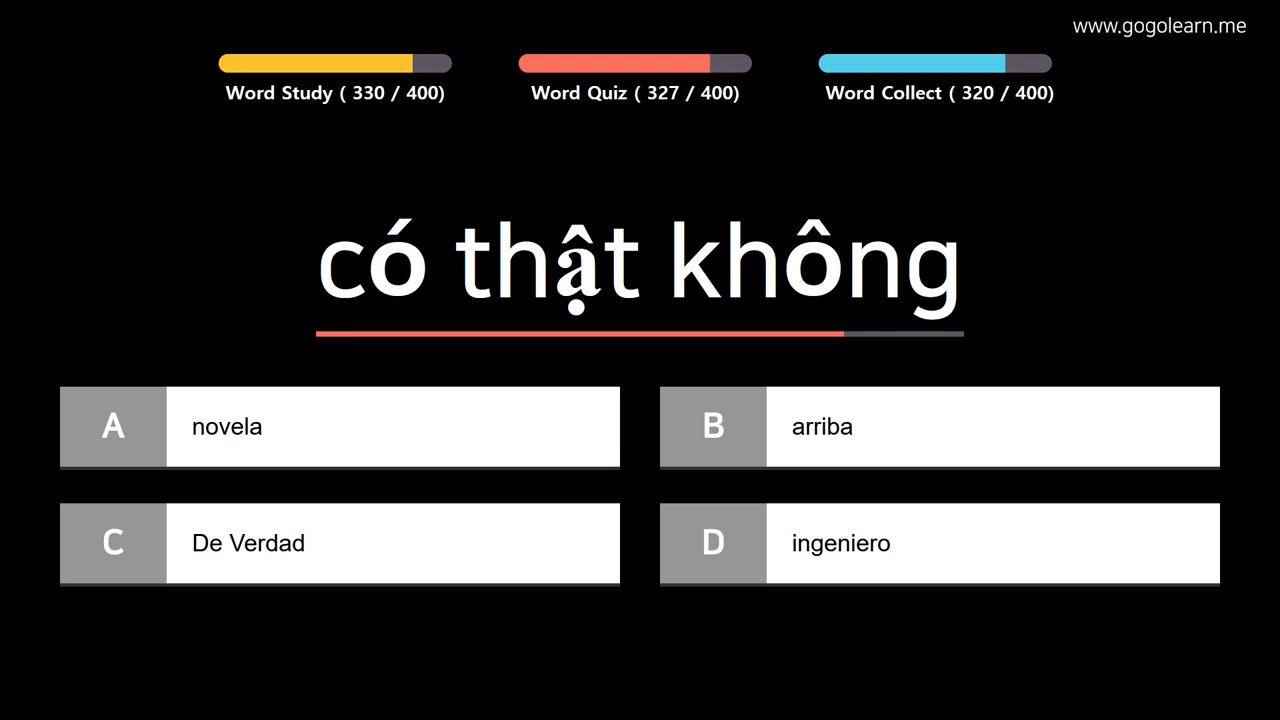 www.gogolearn.me
Word Study ( 330 / 400)
Word Quiz ( 327 / 400)
Word Collect ( 320 / 400)
có thật không
A novela
B arriba
C De Verdad
D ingeniero